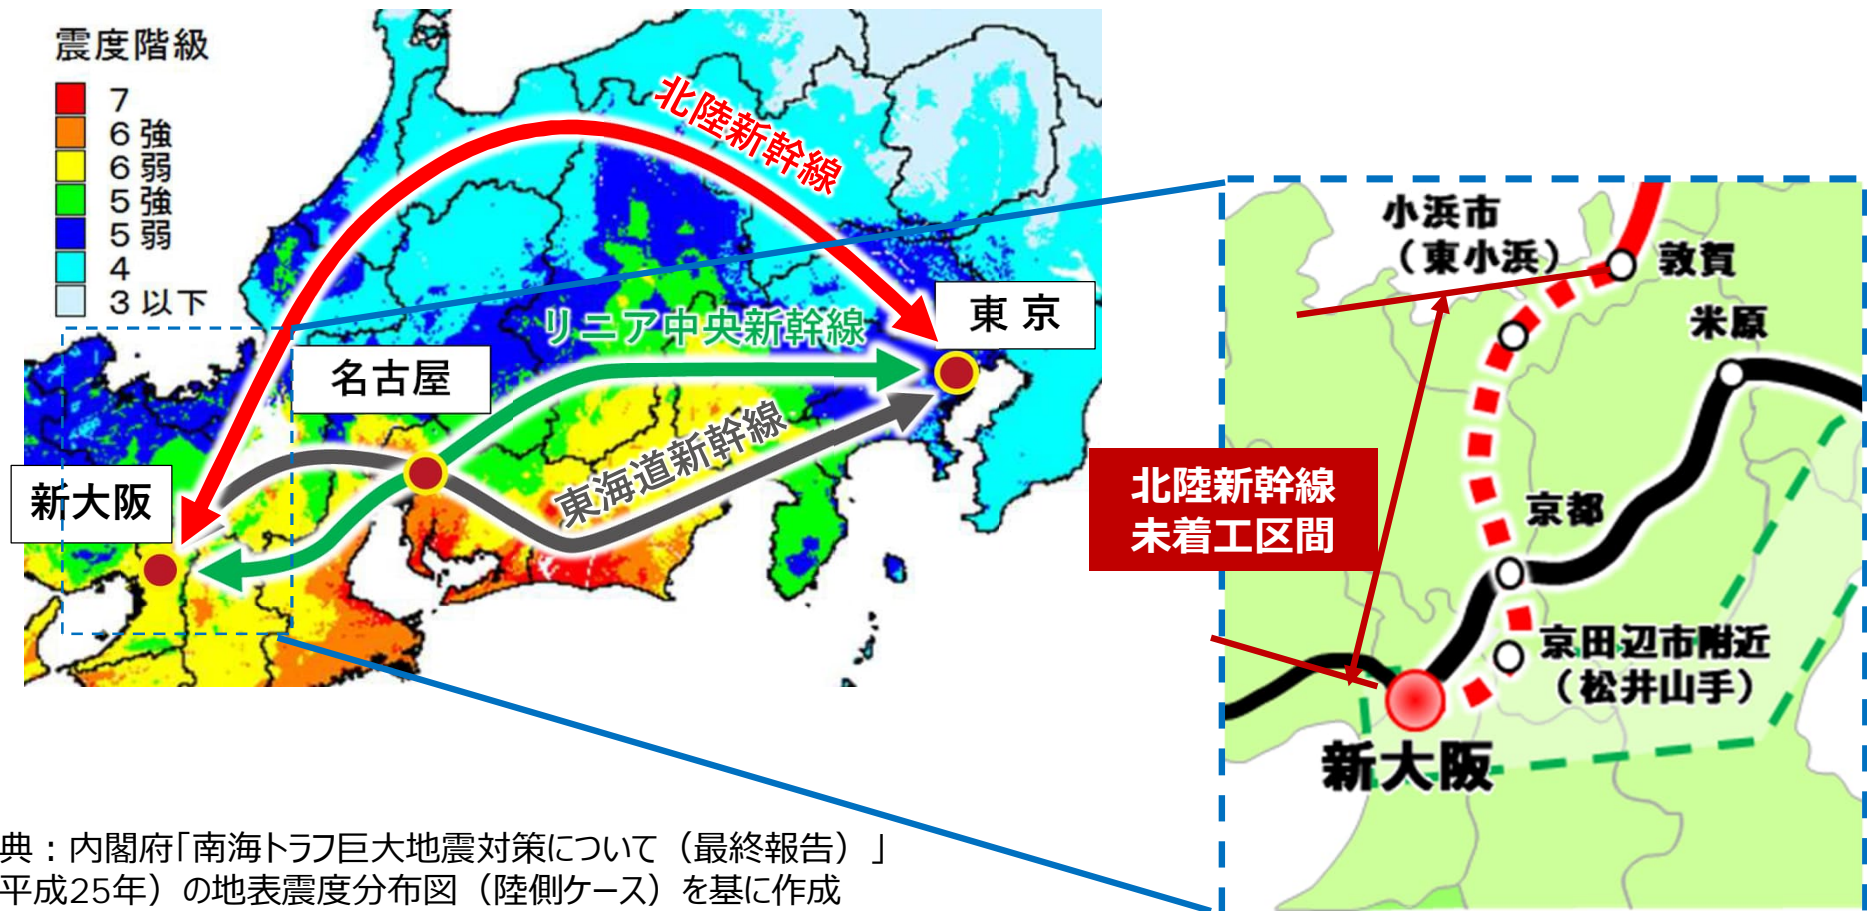 震度階級
7
6強
6弱
5強
5弱
4
3以下
北陸新幹線
リニア中央新幹線
東海道新幹線
東京
名古屋
新大阪
小浜市
（東小浜）
敦賀
米原
京都
京田辺市附近
（松井山手）
新大阪
北陸新幹線
未着工区間
典：内閣府「南海トラフ巨大地震対策について（最終報告）」
平成25年）の地表震度分布図（陸側ケース）を基に作成